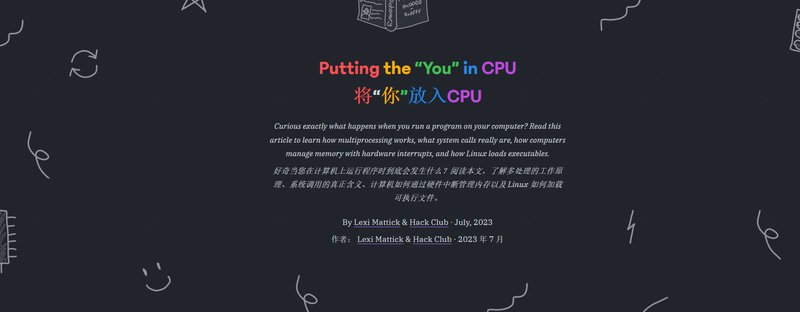 Putting the “You” in CPU
将“你”放入CPU
Curious exactly what happens when you run a program on your computer? Read this
article to learn how multiprocessing works, what system calls really are, how computers
manage memory with hardware interrupts, and how Linux loads executables.
好奇当您在计算机上运行程序时到底会发生什么？阅读本文，了解多处理的工作原
理、系统调用的真正含义、计算机如何通过硬件中断管理内存以及 Linux 如何加载
可执行文件。
By Lexi Mattick & Hack Club · July, 2023
作者： Lexi Mattick & Hack Club · 2023 年 7 月